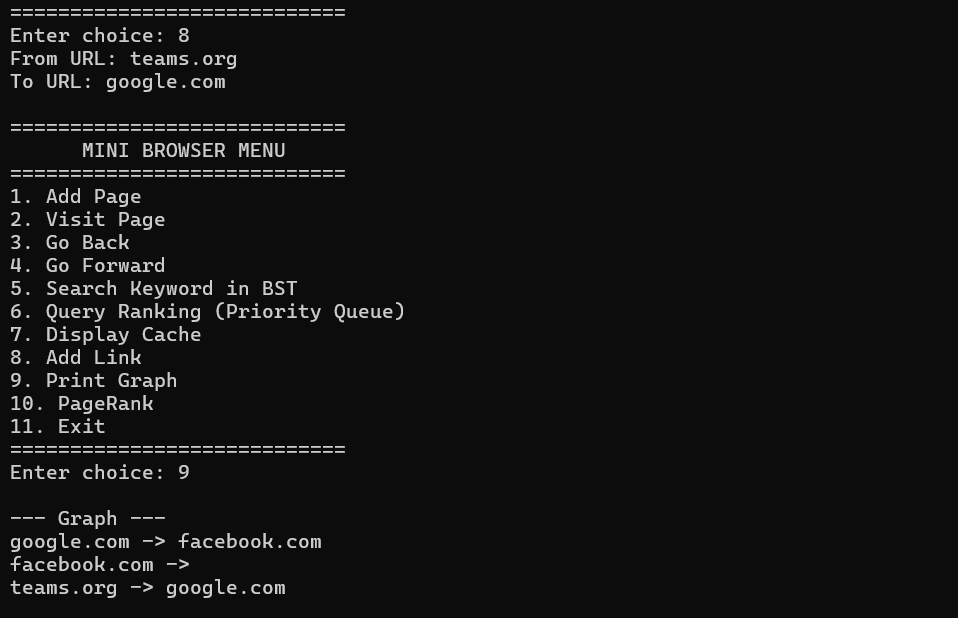 ============================
Enter choice: 8
From URL: teams.org
To URL: google.com

============================
      MINI BROWSER MENU
============================
1. Add Page
2. Visit Page
3. Go Back
4. Go Forward
5. Search Keyword in BST
6. Query Ranking (Priority Queue)
7. Display Cache
8. Add Link
9. Print Graph
10. PageRank
11. Exit
============================
Enter choice: 9

--- Graph ---
google.com -> facebook.com
facebook.com ->
teams.org -> google.com